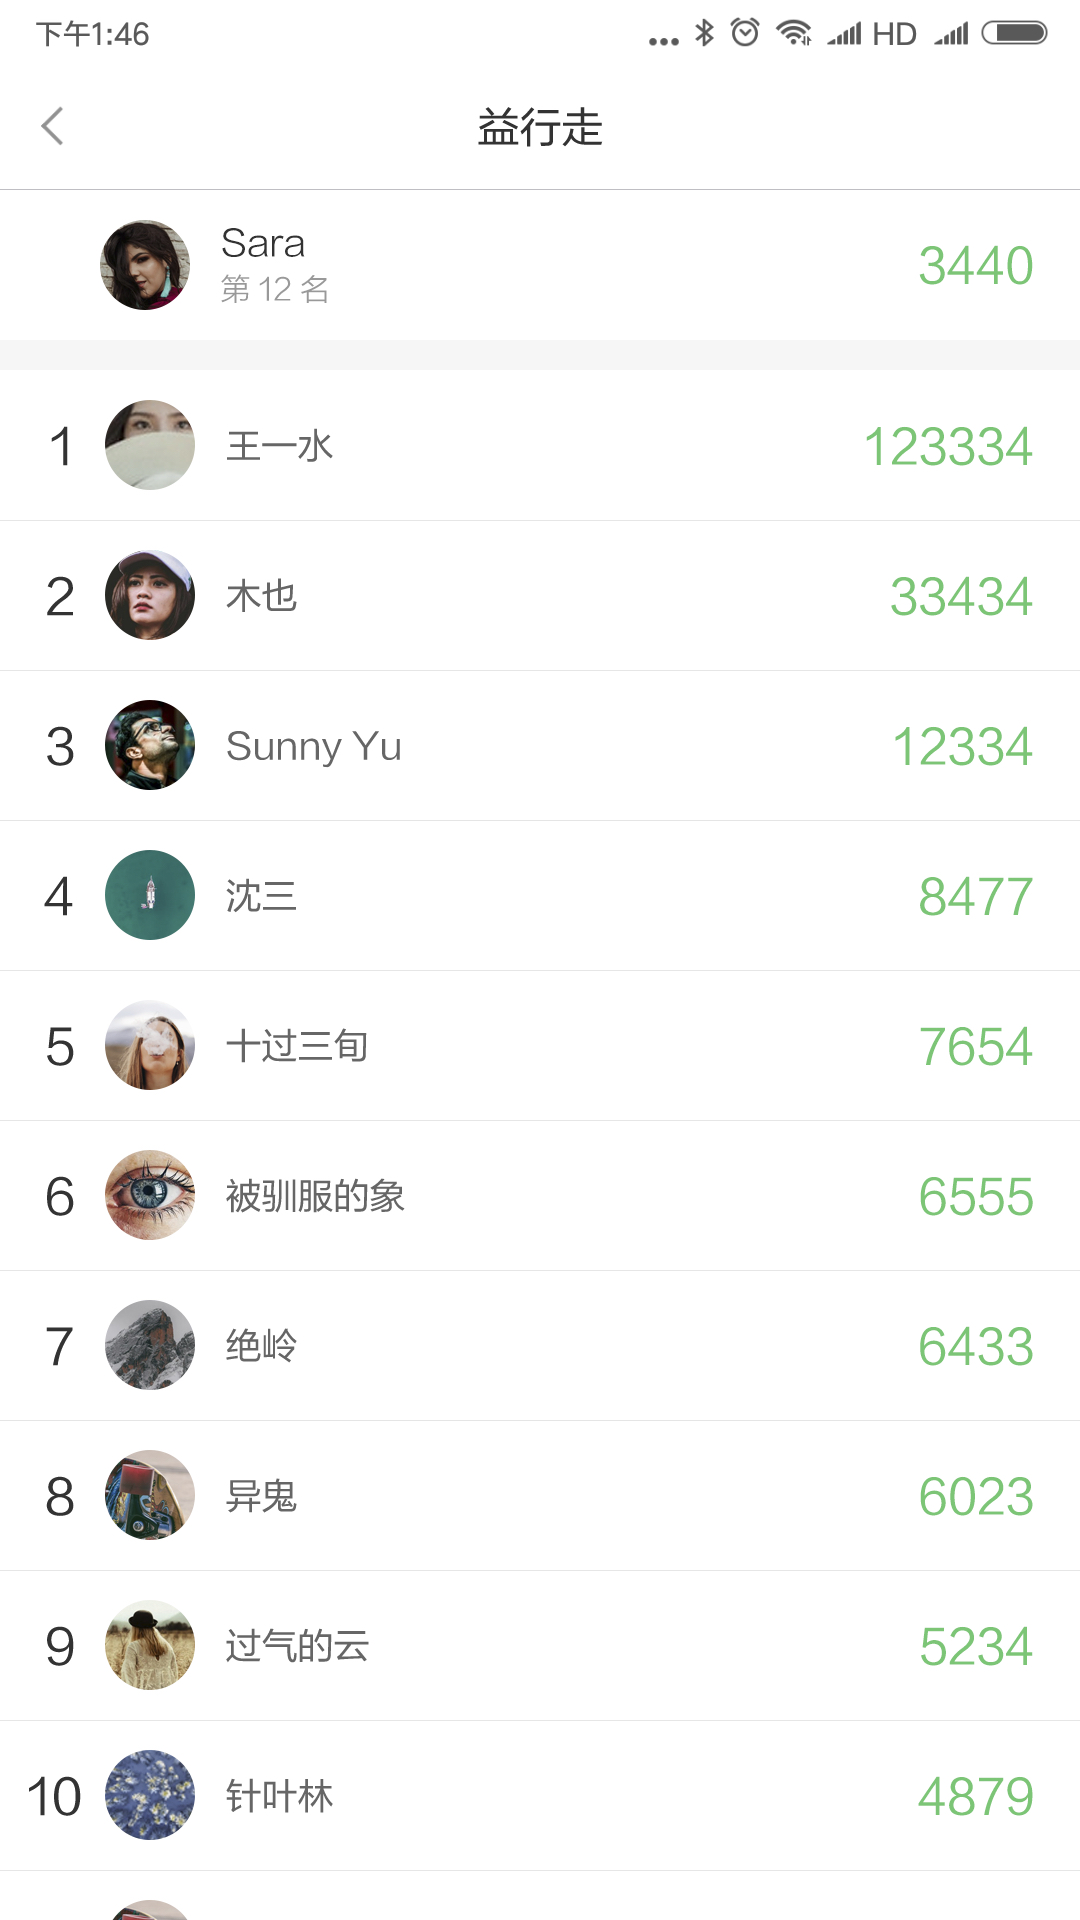 下午1:46 ... HD
益行走
Sara
第 12 名
3440
1 王一水 123334
2 木也 33434
3 Sunny Yu 12334
4 沈三 8477
5 十过三旬 7654
6 被驯服的象 6555
7 绝岭 6433
8 异鬼 6023
9 过气的云 5234
10 针叶林 4879